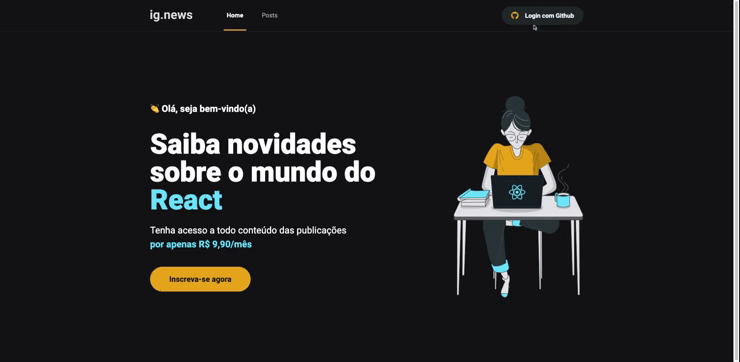 ig.news
Home
Posts
Login com Github
👏 Olá, seja bem-vindo(a)
Saiba novidades
sobre o mundo do
React
Tenha acesso a todo conteúdo das publicações
por apenas R$ 9,90/mês
Inscreva-se agora